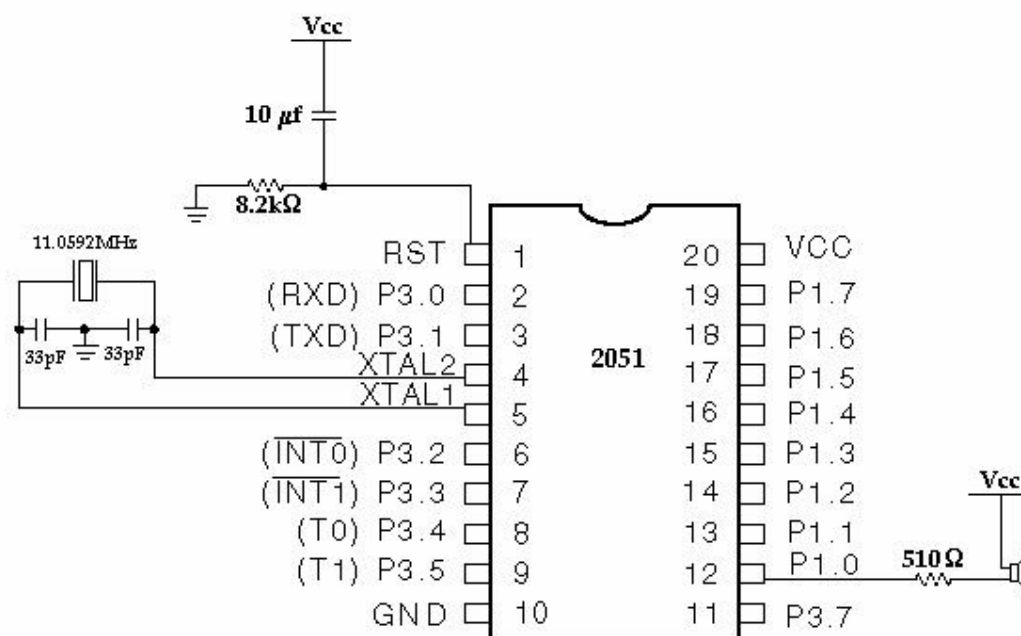 Vcc
10 µf
8.2kΩ
11.0592MHz
33pF 33pF
RST 1
(RXD) P3.0 2
(TXD) P3.1 3
XTAL2 4
XTAL1 5
(INT0) P3.2 6
(INT1) P3.3 7
(T0) P3.4 8
(T1) P3.5 9
GND 10
2051
20 VCC
19 P1.7
18 P1.6
17 P1.5
16 P1.4
15 P1.3
14 P1.2
13 P1.1
12 P1.0
11 P3.7
510Ω
Vcc